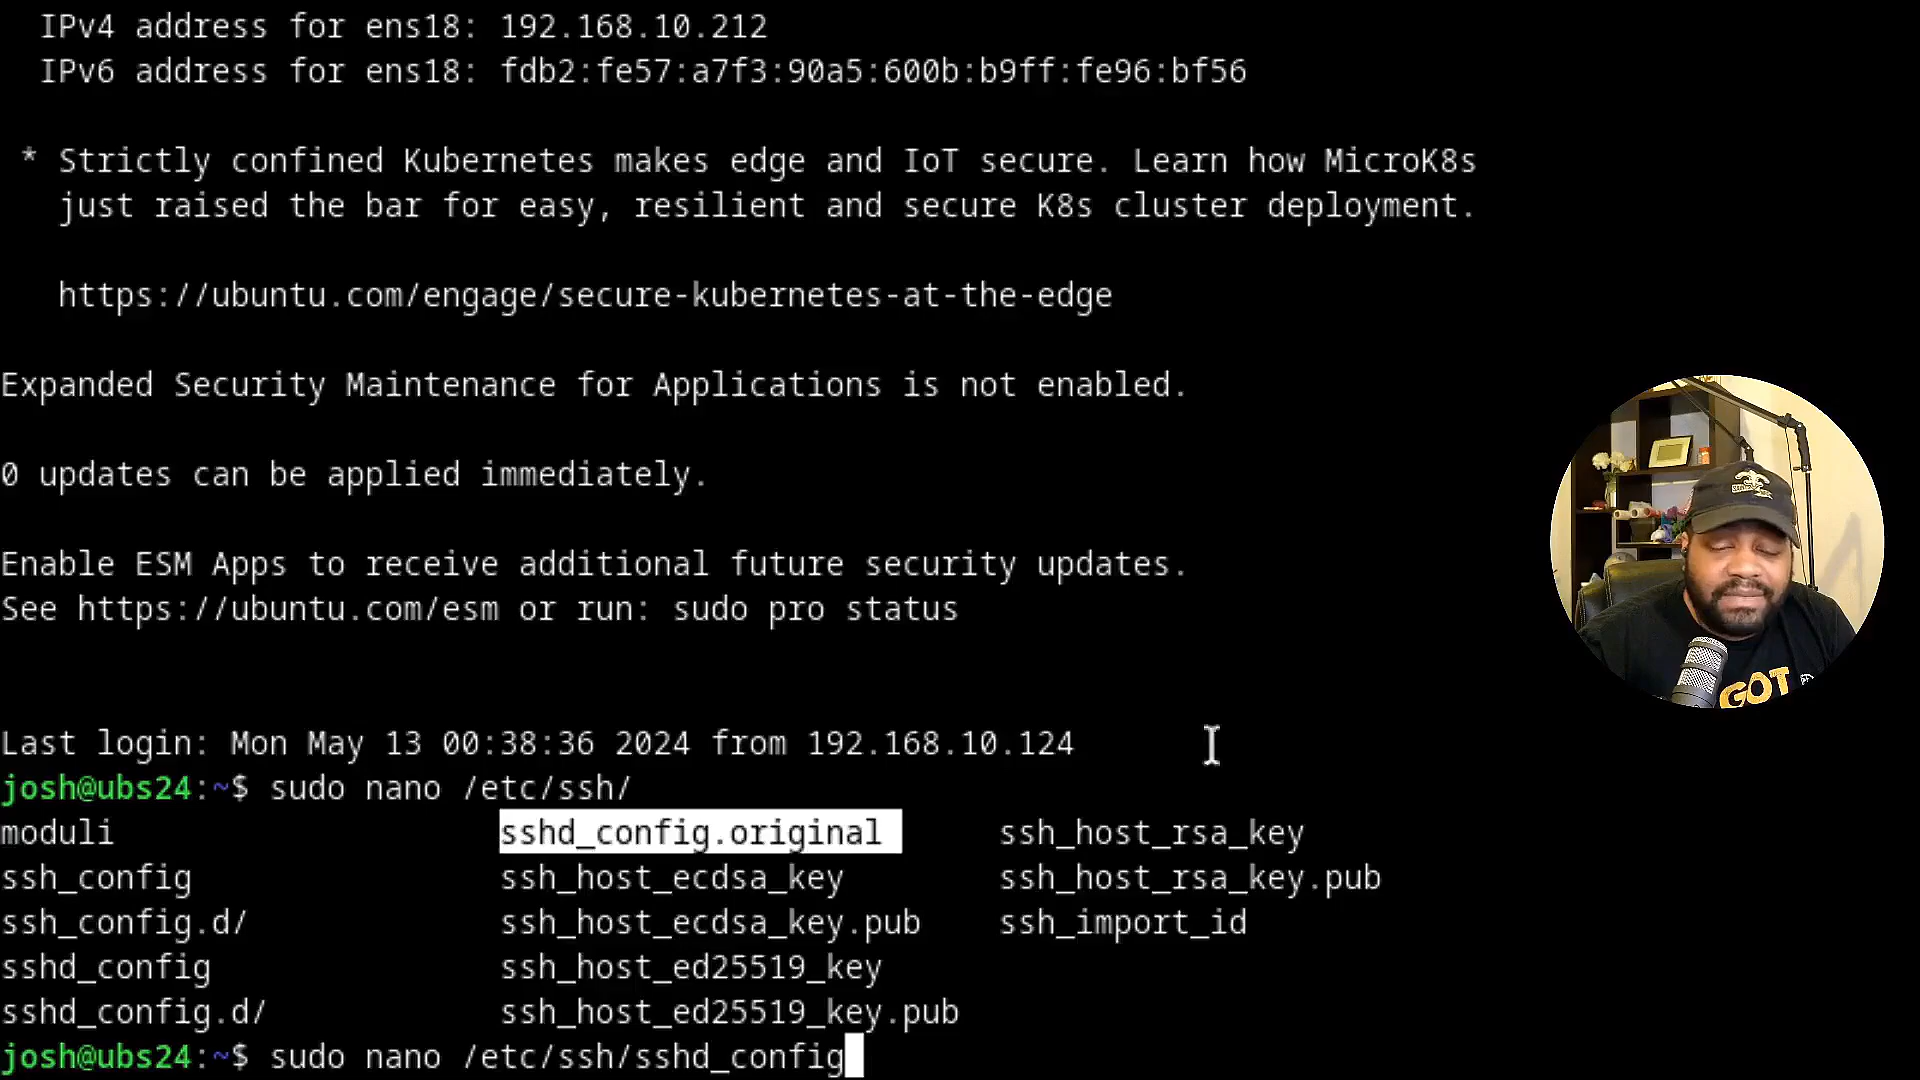 IPv4 address for ens18: 192.168.10.212
IPv6 address for ens18: fdb2:fe57:a7f3:90a5:600b:b9ff:fe96:bf56
* Strictly confined Kubernetes makes edge and IoT secure. Learn how MicroK8s
just raised the bar for easy, resilient and secure K8s cluster deployment.
https://ubuntu.com/engage/secure-kubernetes-at-the-edge
Expanded Security Maintenance for Applications is not enabled.
0 updates can be applied immediately.
Enable ESM Apps to receive additional future security updates.
See https://ubuntu.com/esm or run: sudo pro status
Last login: Mon May 13 00:38:36 2024 from 192.168.10.124
josh@ubs24:~$ sudo nano /etc/ssh/
moduli sshd_config.original ssh_host_rsa_key
ssh_config ssh_host_ecdsa_key ssh_host_rsa_key.pub
ssh_config.d/ ssh_host_ecdsa_key.pub ssh_import_id
sshd_config ssh_host_ed25519_key
sshd_config.d/ ssh_host_ed25519_key.pub
josh@ubs24:~$ sudo nano /etc/ssh/sshd_config
GOT